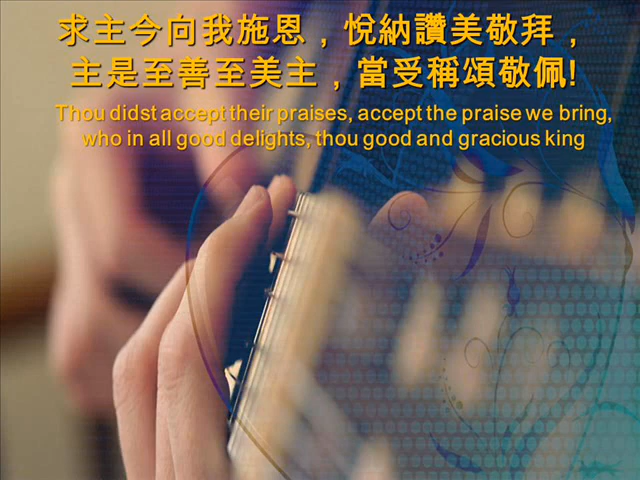 求主今向我施恩，悅納讚美敬拜，
主是至善至美主，當受稱頌敬佩!
Thou didst accept their praises, accept the praise we bring,
who in all good delights, thou good and gracious king